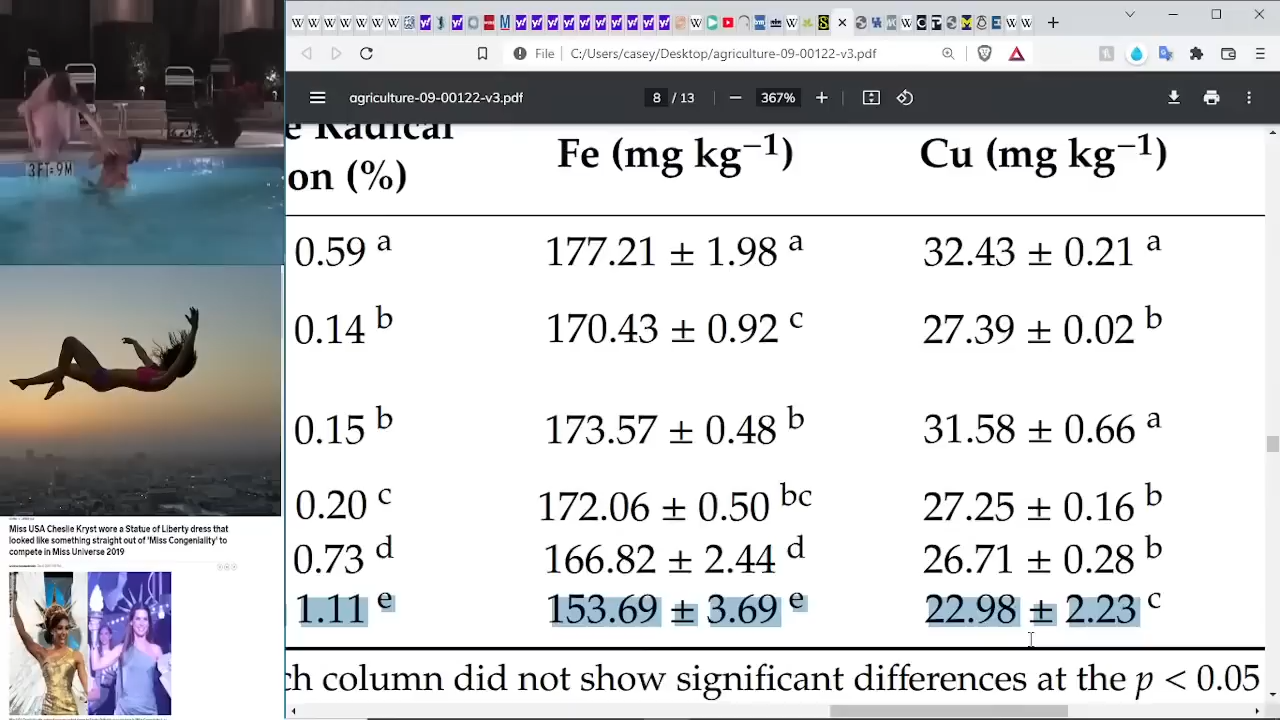 File C:/Users/casey/Desktop/agriculture-09-00122-v3.pdf
agriculture-09-00122-v3.pdf 8 / 13 367%
e Radical
on (%) Fe (mg kg⁻¹) Cu (mg kg⁻¹)
0.59 a 177.21 ± 1.98 a 32.43 ± 0.21 a
0.14 b 170.43 ± 0.92 c 27.39 ± 0.02 b
0.15 b 173.57 ± 0.48 b 31.58 ± 0.66 a
0.20 c 172.06 ± 0.50 bc 27.25 ± 0.16 b
0.73 d 166.82 ± 2.44 d 26.71 ± 0.28 b
1.11 e 153.69 ± 3.69 e 22.98 ± 2.23 c
ch column did not show significant differences at the p < 0.05
3FT=9M
Miss USA Cheslie Kryst wore a Statue of Liberty dress that
looked like something straight out of 'Miss Congeniality' to
compete in Miss Universe 2019